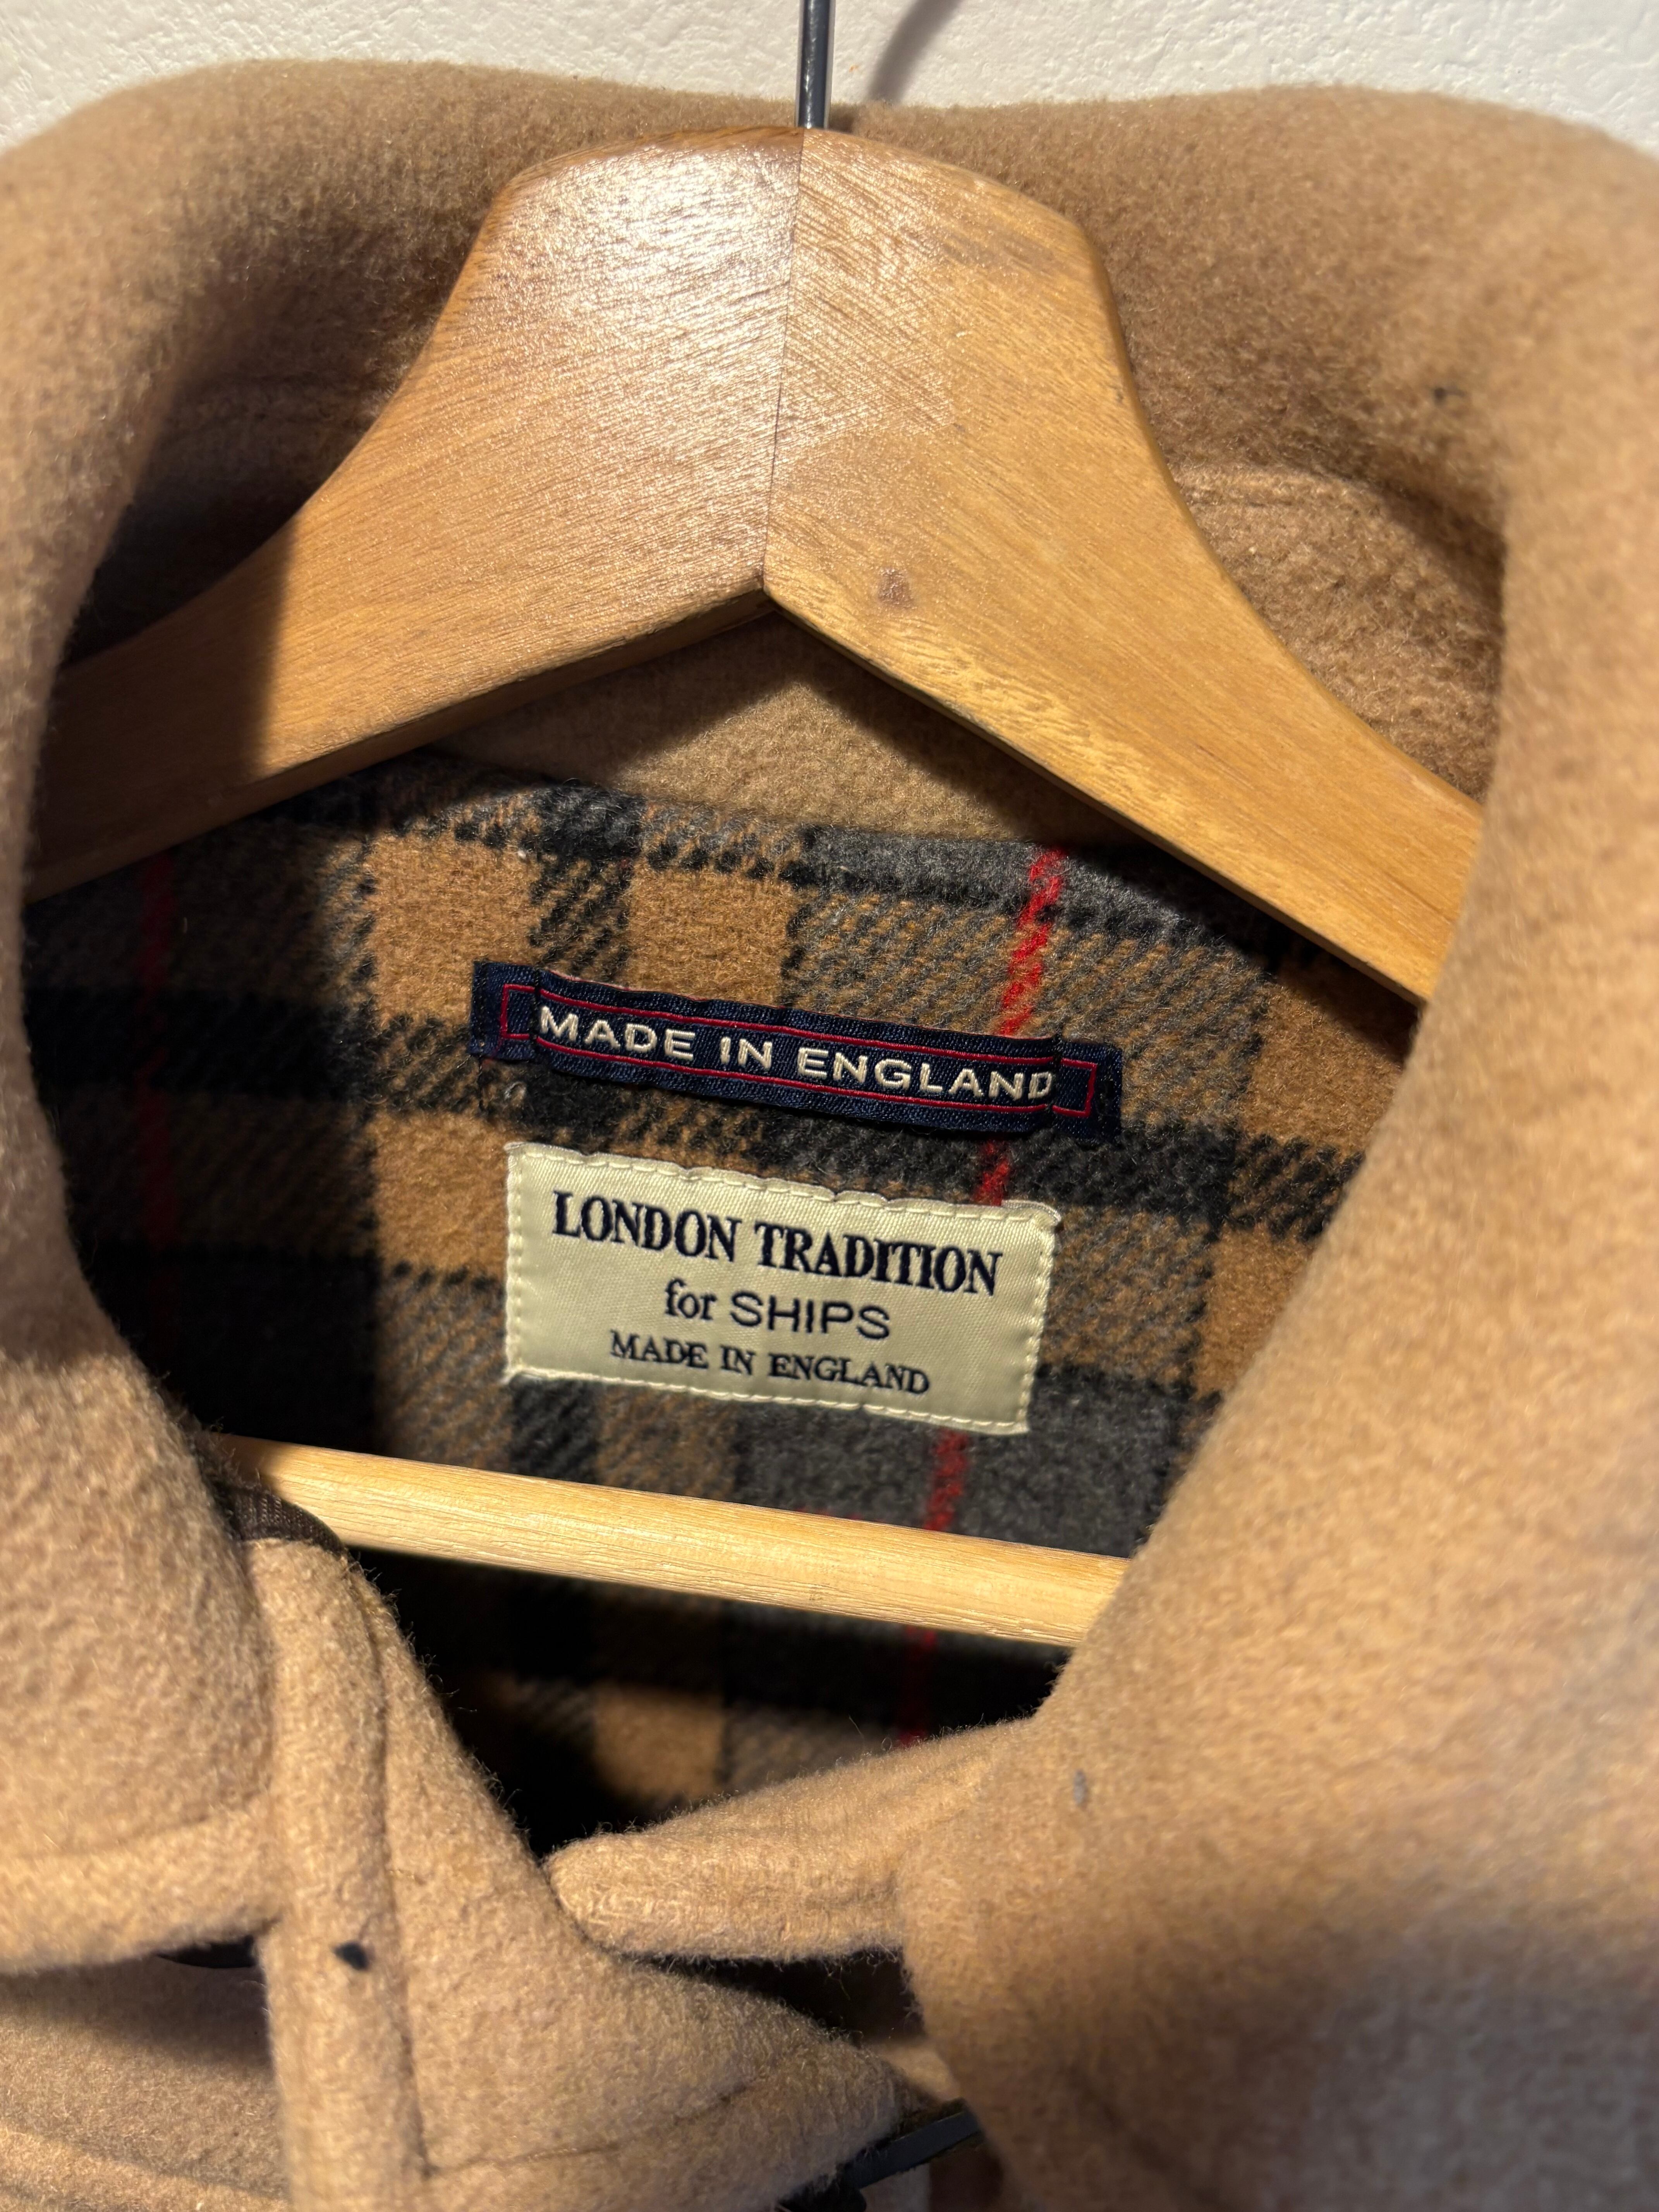 MADE IN ENGLAND
LONDON TRADITION
for SHIPS
MADE IN ENGLAND